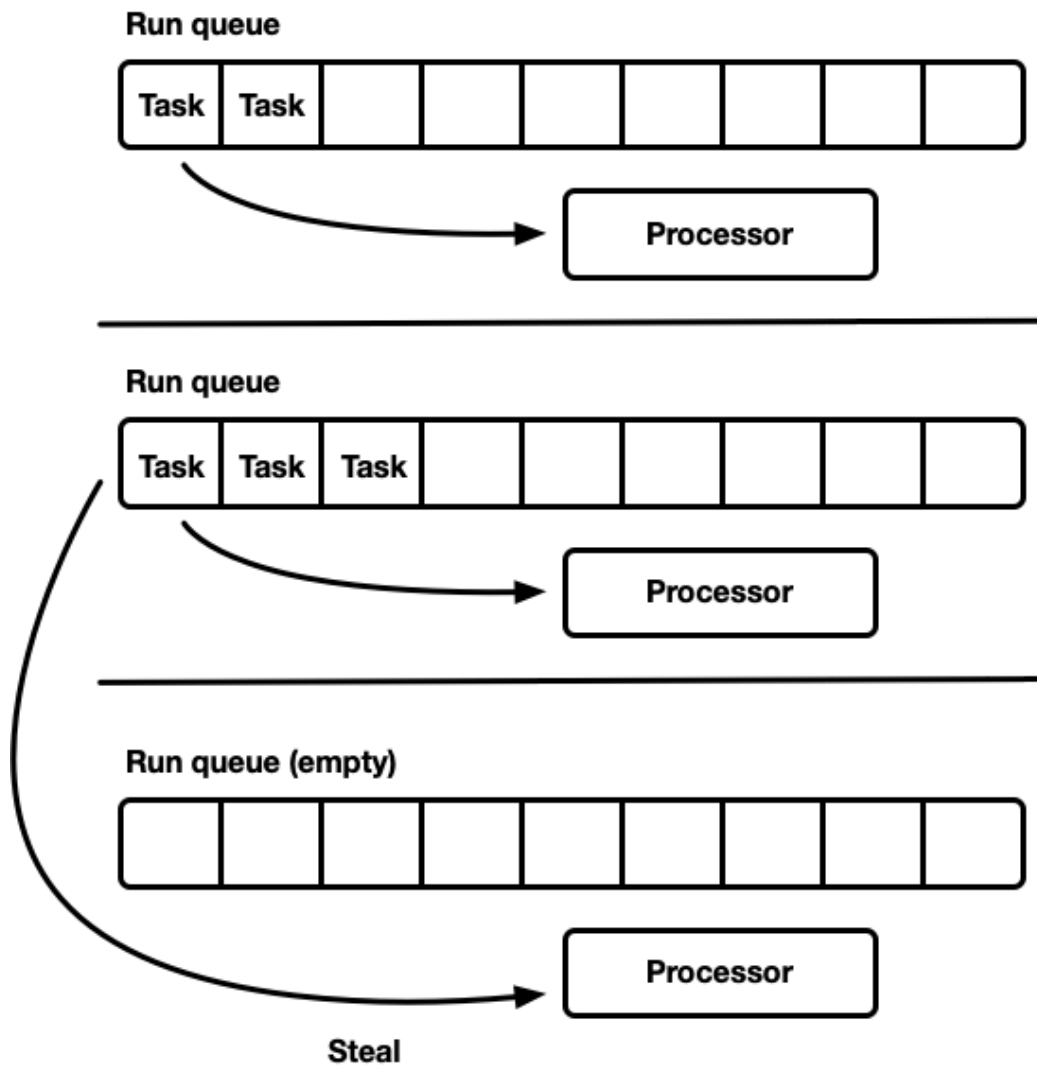 Run queue
Task Task
Processor
Run queue
Task Task Task
Processor
Run queue (empty)
Processor
Steal